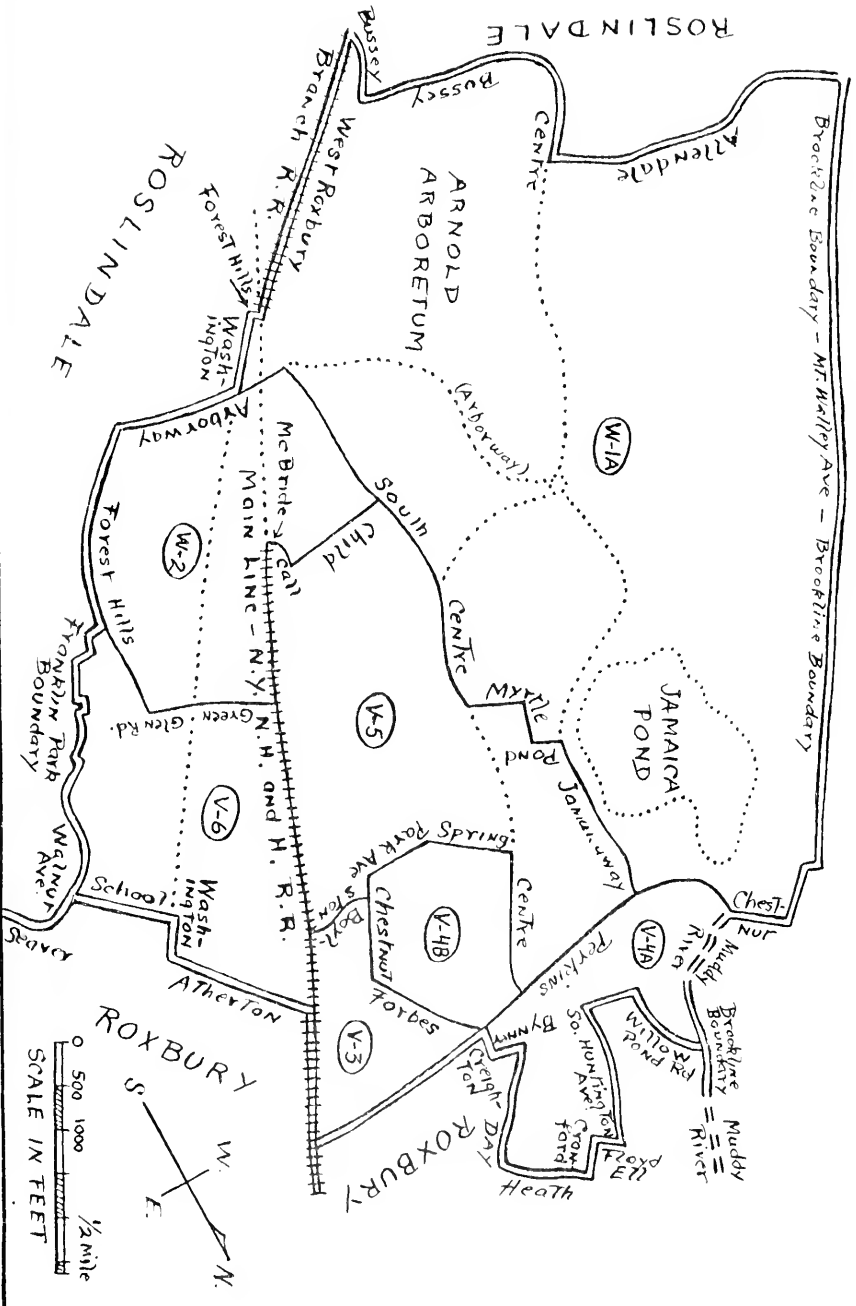 ROSLINDALE
Bussey
Bussey
Centre
Allendale
Brookline Boundary - Mt. Walley Ave - Brookline Boundary
West Roxbury
Branch R.R.
ARNOLD
ARBORETUM
ROSLINDALE
Forest Hills
Wash-
ington
Arborway
(Arborway)
W-1A
McBride
Call
Child
South
Centre
Main Line - N.Y. N.H. and H. R.R.
Forest Hills
W-2
Franklin Park
Boundary
Glen Rd.
Green
V-5
Myrtle
Pond
JAMAICA
POND
Jamaicaway
V-6
Walnut
Ave.
School
Wash-
ington
Atherton
Park Ave
Spring
Centre
Boyl-
ston
Chestnut
V-4B
Forbes
V-3
Perkins
V-4A
Chest-
nut
Muddy
River
Brookline
Boundary
Muddy
River
Willow
Pond Rd
So. Huntington
Ave.
Bynner
Creigh-
ton
Day
Heath
Craw-
ford
Floyd
Ell
ROXBURY
ROXBURY
S.
W.
E.
N.
0 500 1000 1/2 Mile
SCALE IN FEET